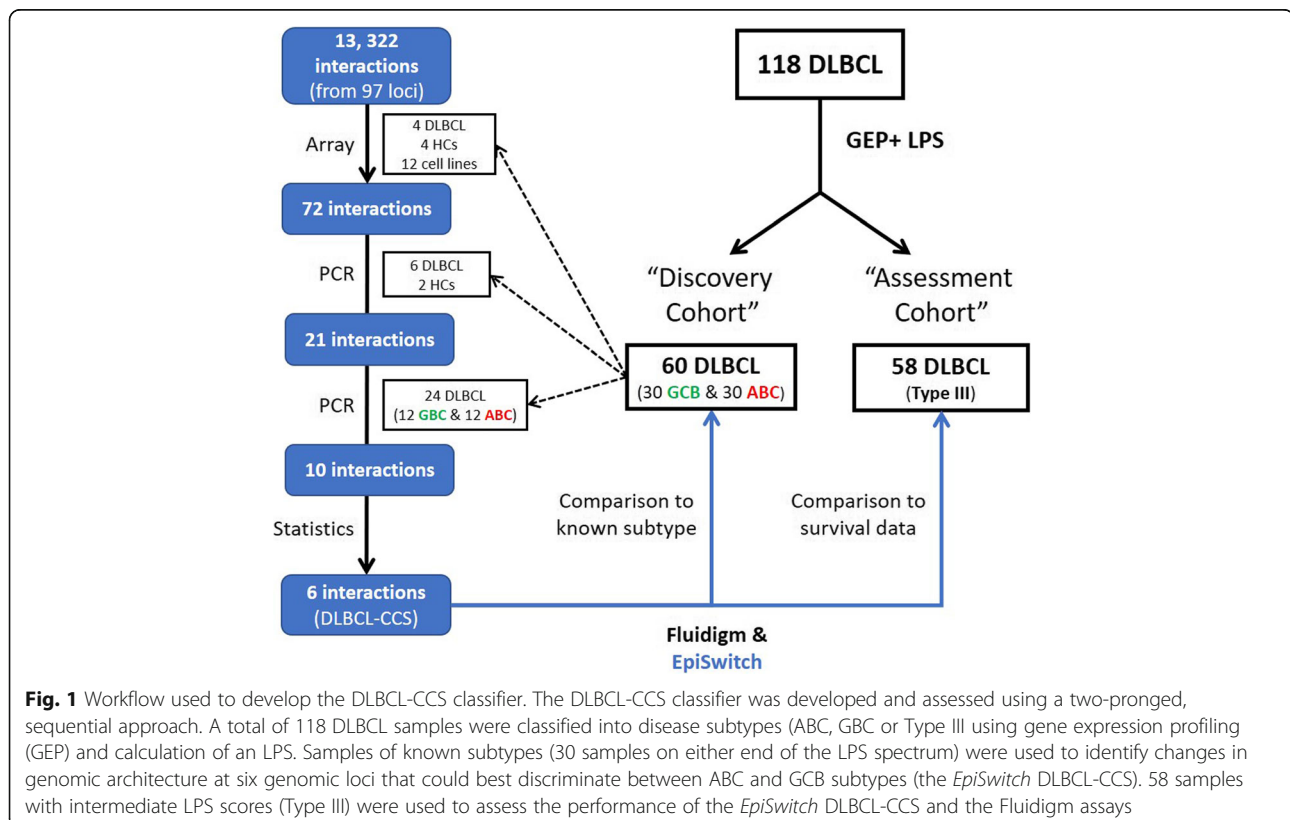 13, 322
interactions
(from 97 loci)
Array
4 DLBCL
4 HCs
12 cell lines
72 interactions
PCR
6 DLBCL
2 HCs
21 interactions
PCR
24 DLBCL
(12 GBC & 12 ABC)
10 interactions
Statistics
6 interactions
(DLBCL-CCS)
118 DLBCL
GEP+ LPS
“Discovery
Cohort”
“Assessment
Cohort”
60 DLBCL
(30 GCB & 30 ABC)
58 DLBCL
(Type III)
Comparison to
known subtype
Comparison to
survival data
Fluidigm &
EpiSwitch
Fig. 1 Workflow used to develop the DLBCL-CCS classifier. The DLBCL-CCS classifier was developed and assessed using a two-pronged,
sequential approach. A total of 118 DLBCL samples were classified into disease subtypes (ABC, GBC or Type III using gene expression profiling
(GEP) and calculation of an LPS. Samples of known subtypes (30 samples on either end of the LPS spectrum) were used to identify changes in
genomic architecture at six genomic loci that could best discriminate between ABC and GCB subtypes (the EpiSwitch DLBCL-CCS). 58 samples
with intermediate LPS scores (Type III) were used to assess the performance of the EpiSwitch DLBCL-CCS and the Fluidigm assays